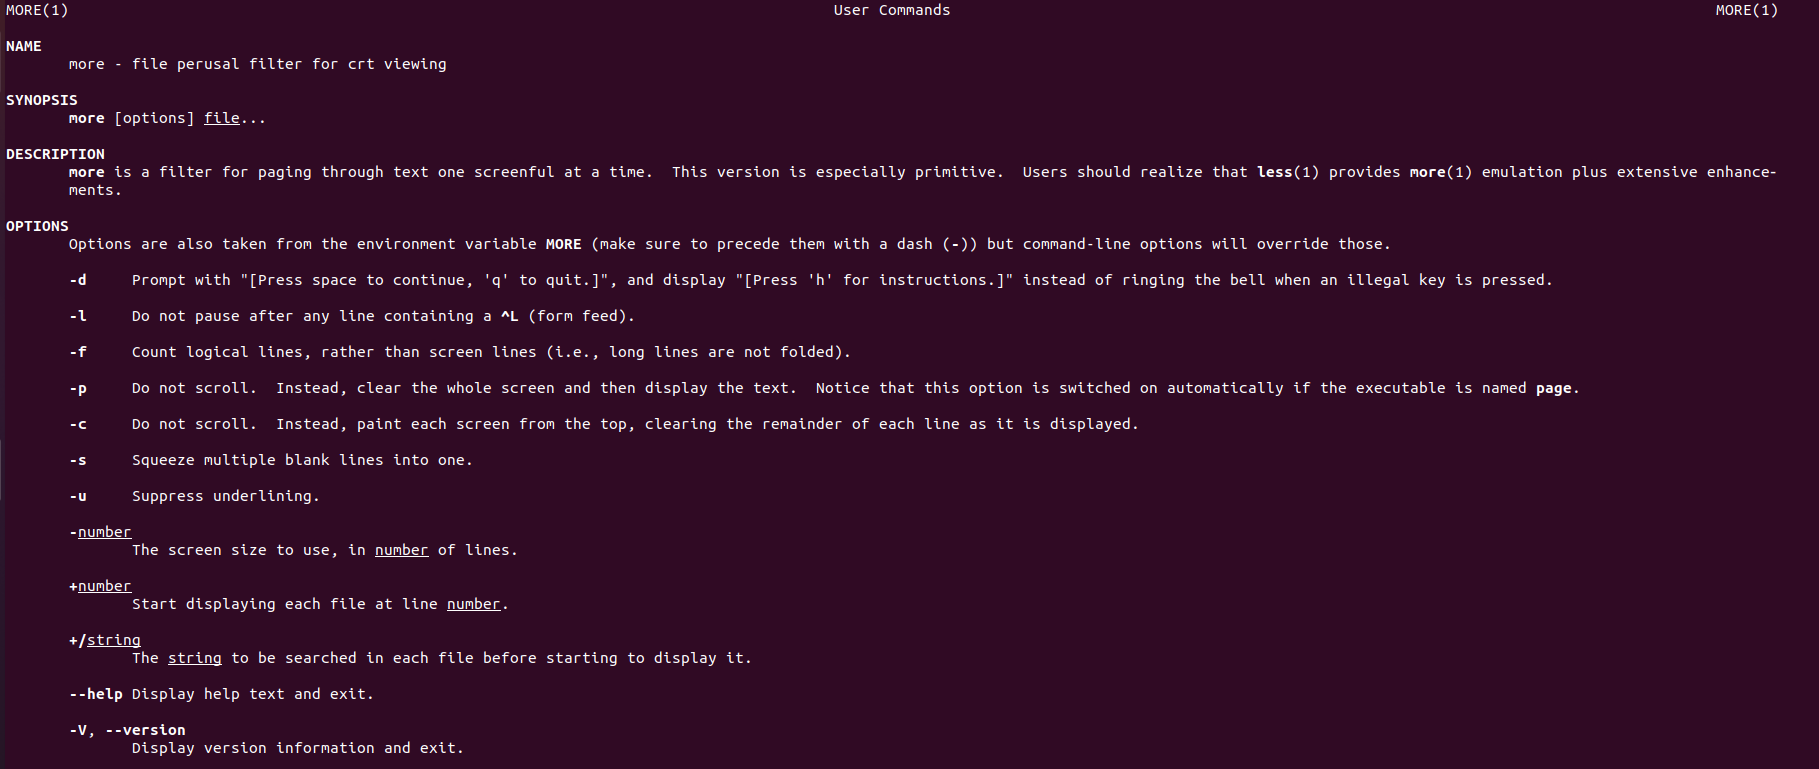 MORE(1) User Commands MORE(1)
NAME
more - file perusal filter for crt viewing
SYNOPSIS
more [options] file...
DESCRIPTION
more is a filter for paging through text one screenful at a time.  This version is especially primitive.  Users should realize that less(1) provides more(1) emulation plus extensive enhance-
ments.
OPTIONS
Options are also taken from the environment variable MORE (make sure to precede them with a dash (-)) but command-line options will override those.
-d Prompt with "[Press space to continue, 'q' to quit.]", and display "[Press 'h' for instructions.]" instead of ringing the bell when an illegal key is pressed.
-l Do not pause after any line containing a ^L (form feed).
-f Count logical lines, rather than screen lines (i.e., long lines are not folded).
-p Do not scroll.  Instead, clear the whole screen and then display the text.  Notice that this option is switched on automatically if the executable is named page.
-c Do not scroll.  Instead, paint each screen from the top, clearing the remainder of each line as it is displayed.
-s Squeeze multiple blank lines into one.
-u Suppress underlining.
-number
The screen size to use, in number of lines.
+number
Start displaying each file at line number.
+/string
The string to be searched in each file before starting to display it.
--help Display help text and exit.
-V, --version
Display version information and exit.